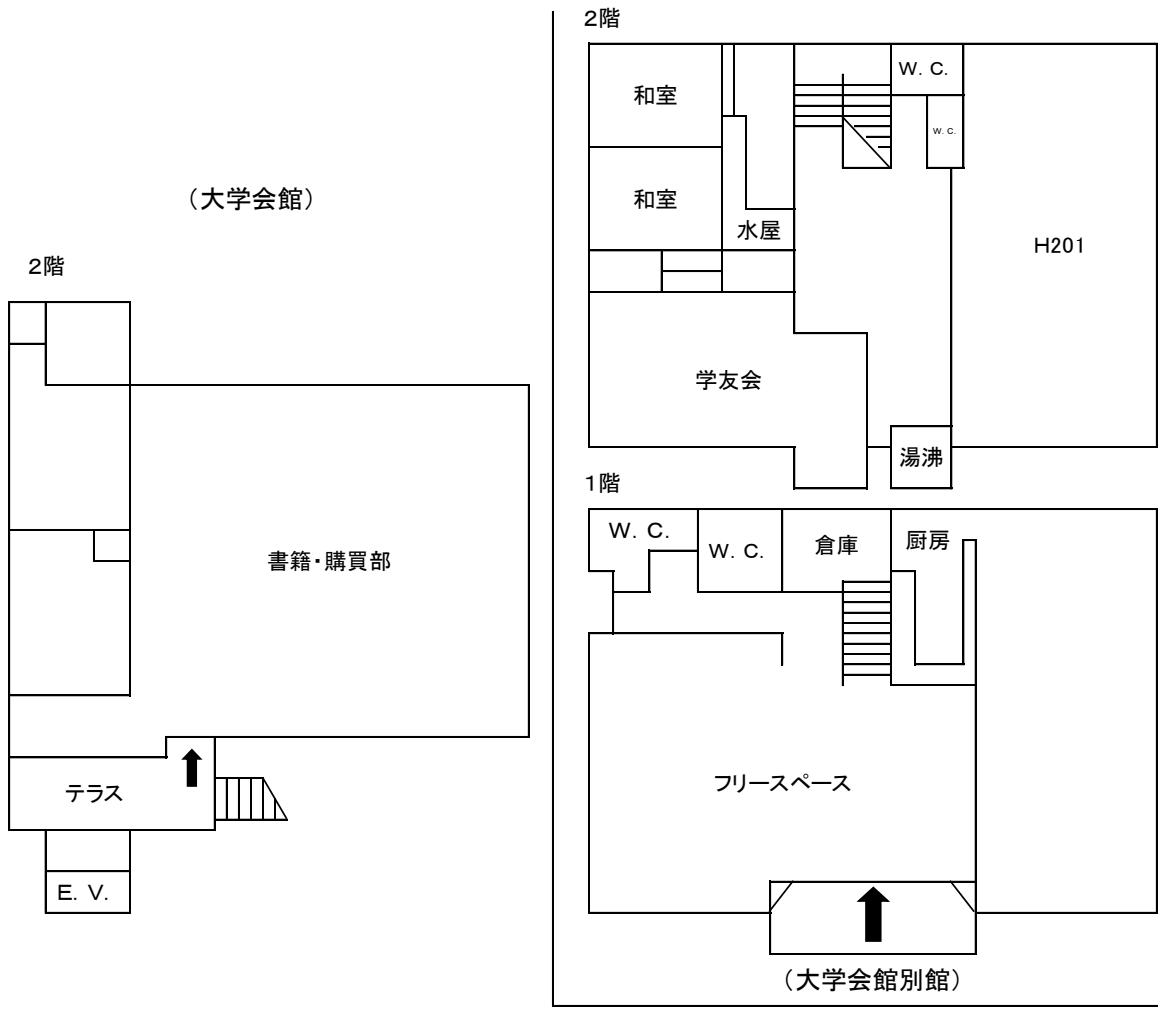 (大学会館)
2階
書籍・購買部
テラス
E. V.
2階
和室
W. C.
W. C.
和室
水屋
H201
学友会
湯沸
1階
W. C.
W. C.
倉庫
厨房
フリースペース
(大学会館別館)